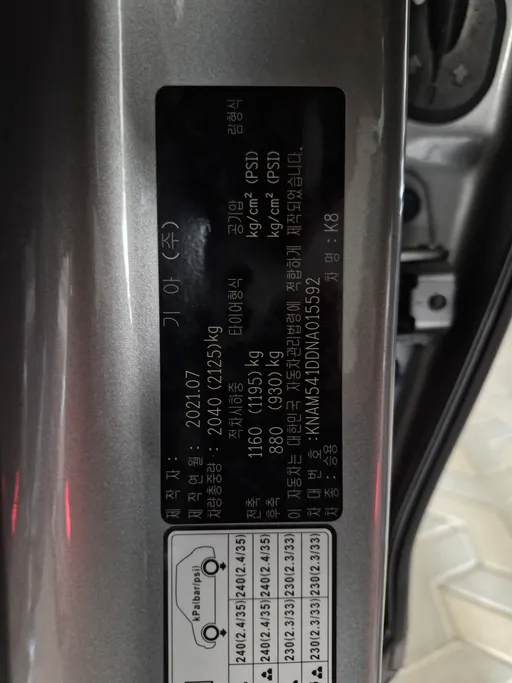 제작자: 기아 (주)
제작연월: 2021.07
차량총중량: 2040 (2125)kg
적차시하중 타이어형식 공기압 림형식
전축 1160 (1195)kg kg/cm² (PSI)
후축 880 (930)kg kg/cm² (PSI)
이 자동차는 대한민국 자동차관리법령에 적합하게 제작되었습니다.
차대번호 :KNAM541DDNA015592
차종: 승용 차명 : K8
kPa(bar/psi)
240(2.4/35) 240(2.4/35)
240(2.4/35) 240(2.4/35)
230(2.3/33) 230(2.3/33)
230(2.3/33) 230(2.3/33)